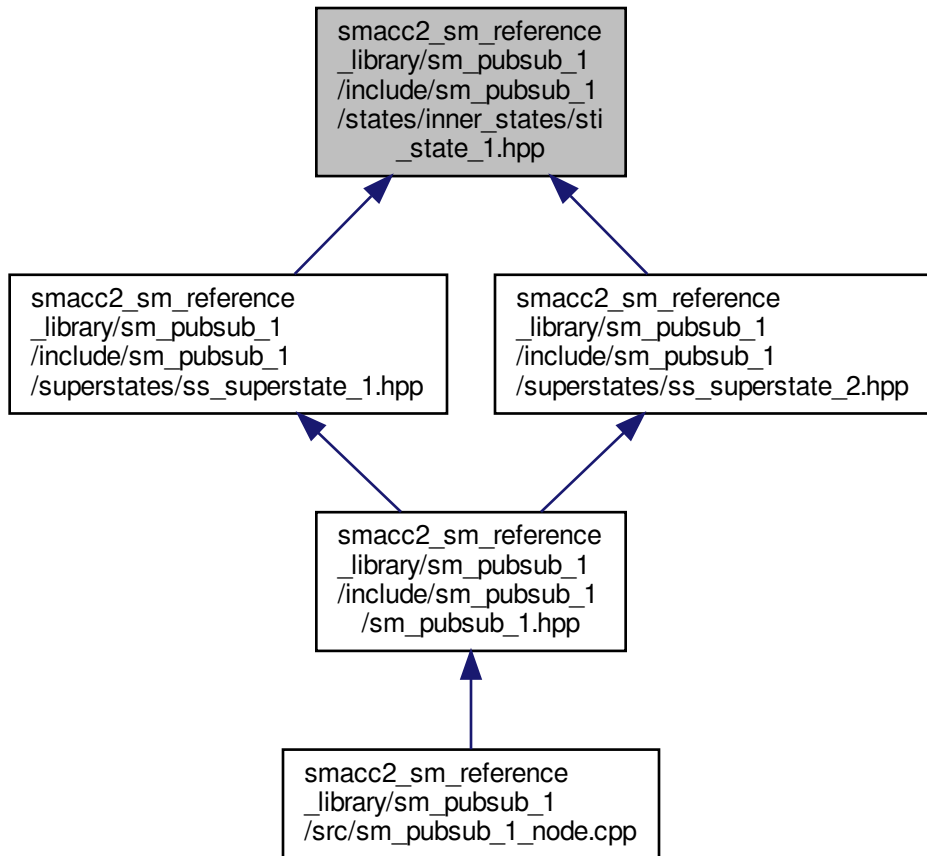 smacc2_sm_reference
_library/sm_pubsub_1
/include/sm_pubsub_1
/states/inner_states/sti
_state_1.hpp
smacc2_sm_reference
_library/sm_pubsub_1
/include/sm_pubsub_1
/superstates/ss_superstate_1.hpp
smacc2_sm_reference
_library/sm_pubsub_1
/include/sm_pubsub_1
/superstates/ss_superstate_2.hpp
smacc2_sm_reference
_library/sm_pubsub_1
/include/sm_pubsub_1
/sm_pubsub_1.hpp
smacc2_sm_reference
_library/sm_pubsub_1
/src/sm_pubsub_1_node.cpp